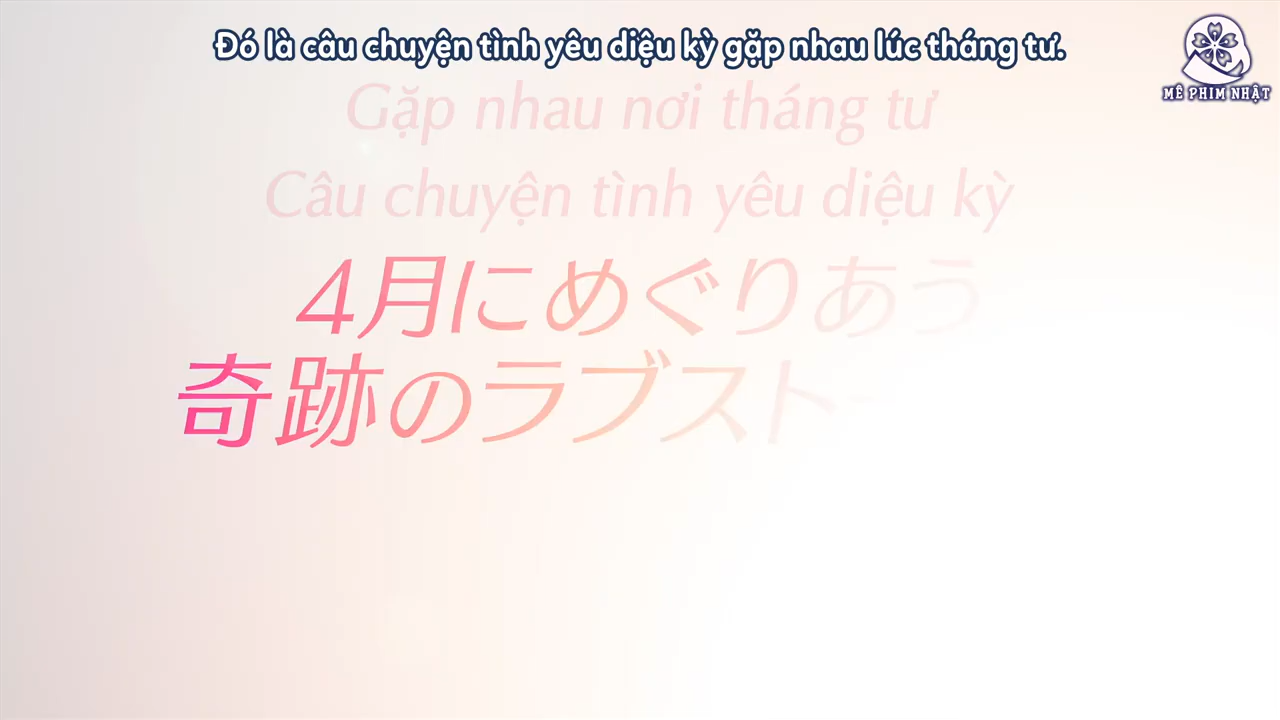 Đó là câu chuyện tình yêu diệu kỳ gặp nhau lúc tháng tư.
MÊ PHIM NHẬT
Gặp nhau nơi tháng tư
Câu chuyện tình yêu diệu kỳ
4月にめぐりあう
奇跡のラブスト